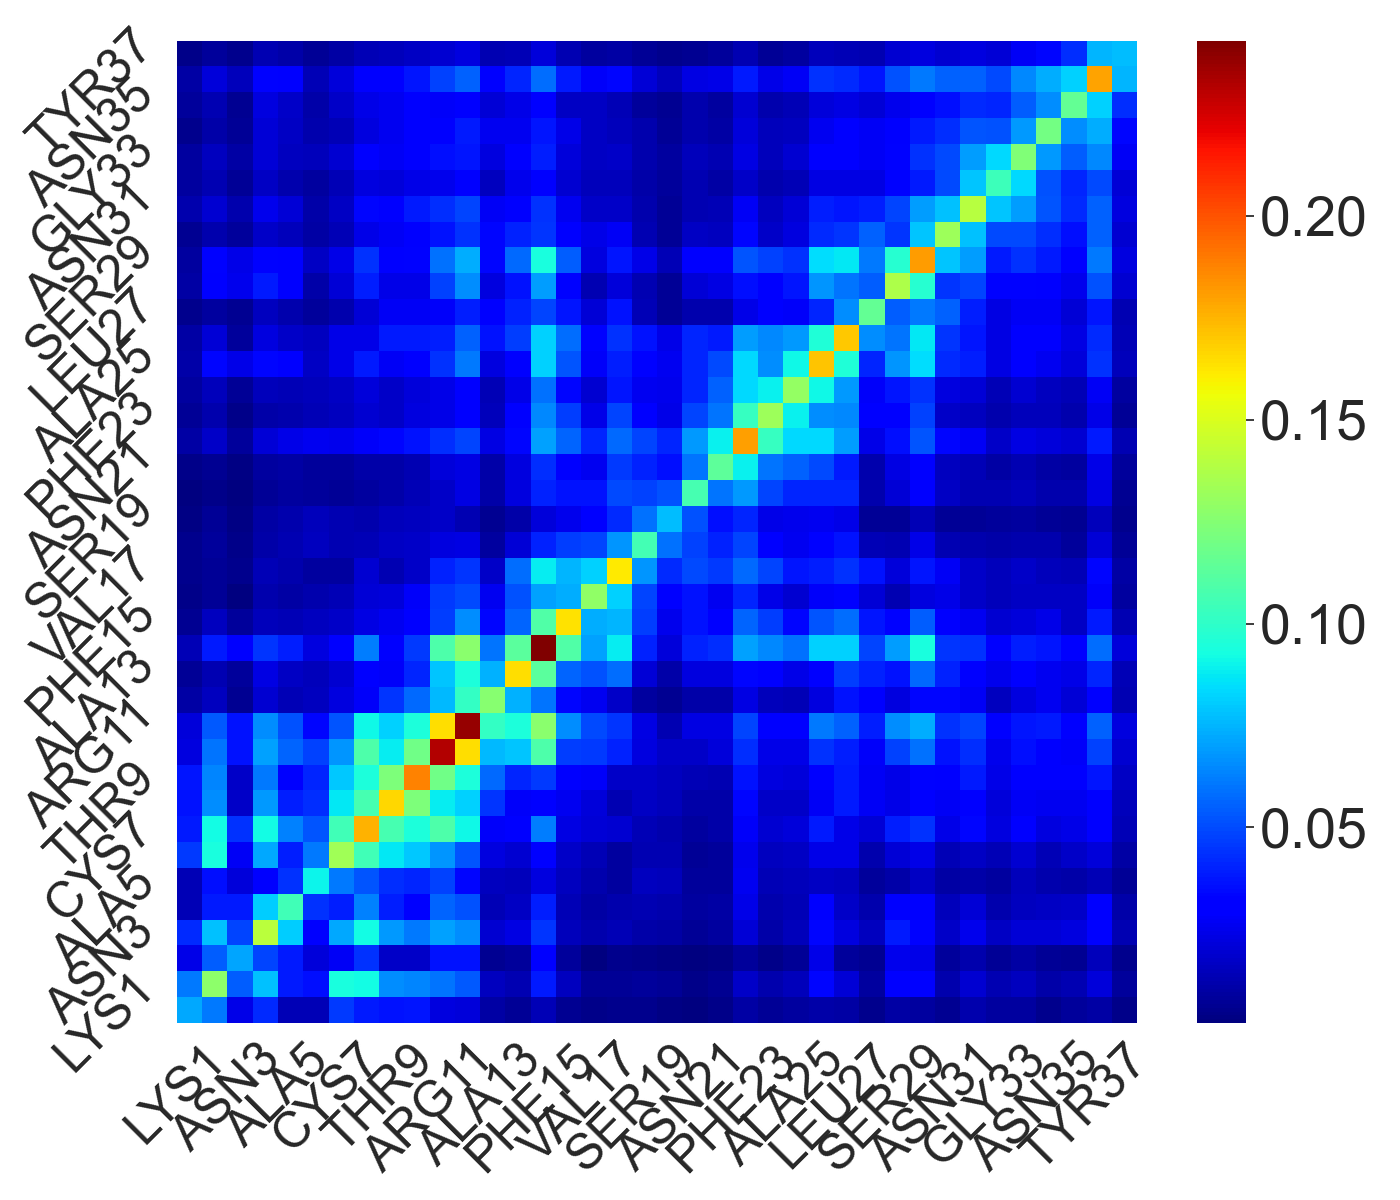 TYR37
ASN35
GLY33
ASN31
SER29
LEU27
ALA25
PHE23
ASN21
SER19
VAL17
PHE15
ALA13
ARG11
THR9
CYS7
ALA5
ASN3
LYS1
LYS1
ASN3
ALA5
CYS7
THR9
ARG11
ALA13
PHE15
VAL17
SER19
ASN21
PHE23
ALA25
LEU27
SER29
ASN31
GLY33
ASN35
TYR37
0.20
0.15
0.10
0.05